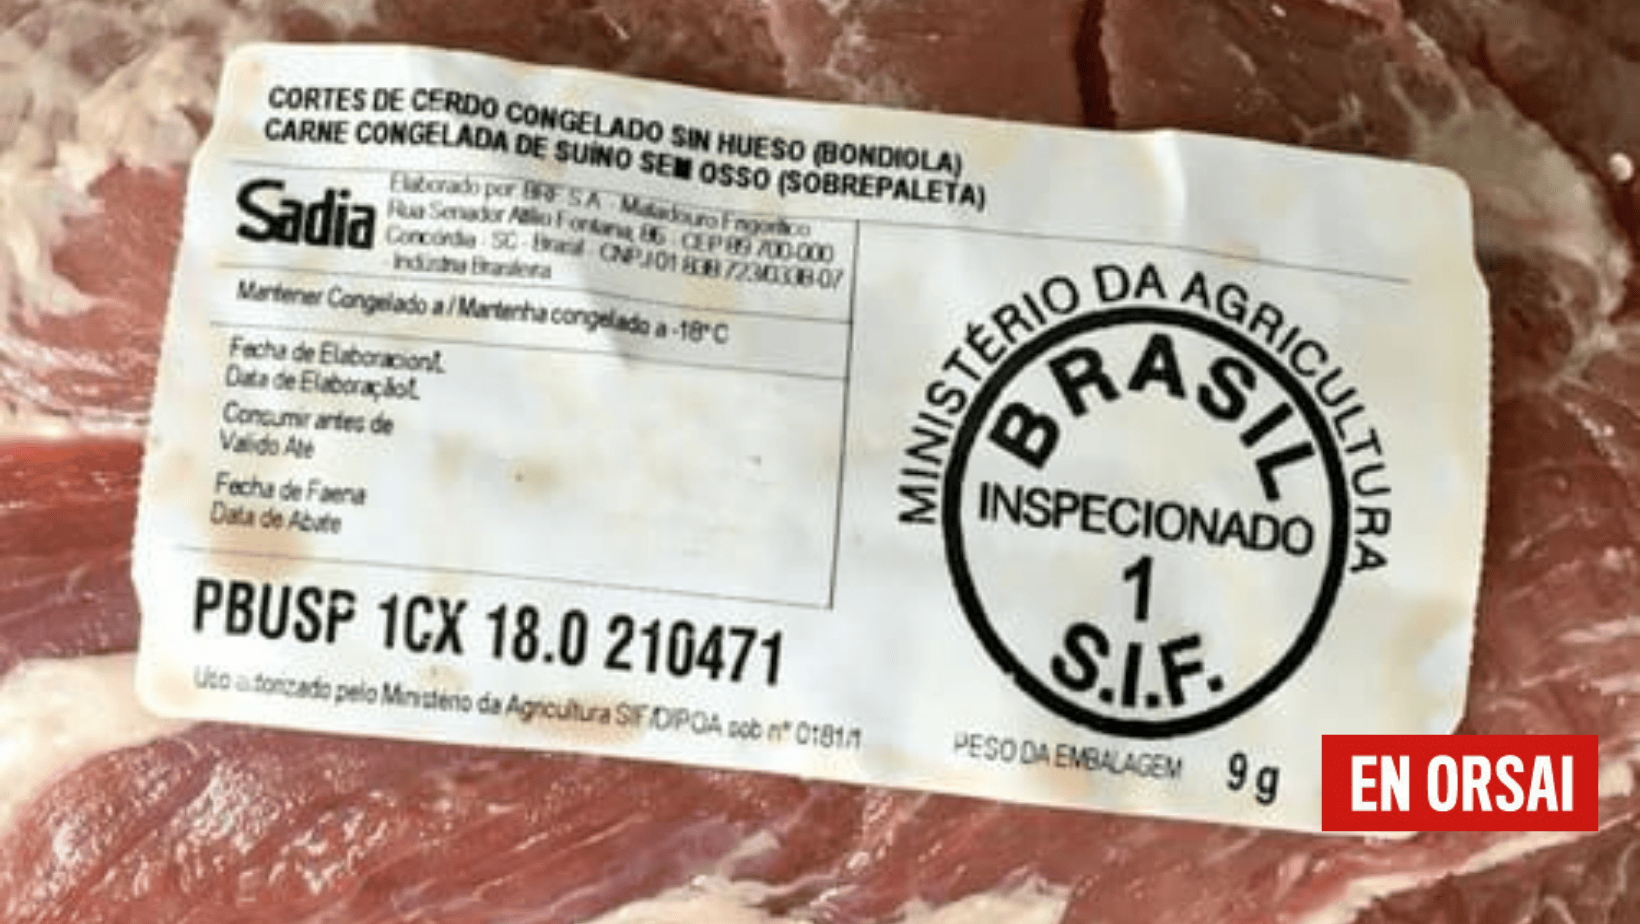 CORTES DE CERDO CONGELADO SIN HUESO (BONDIOLA)
CARNE CONGELADA DE SUINO SEM OSSO (SOBREPALETA)
Sadia
Elaborado por BRF S.A. Matadouro Frigorífico
Rua Senador Atílio Fontana, 86 - CEP 89 700-000
Concórdia - SC - Brasil - CNPJ 01 838 723/0338-07
Indústria Brasileira
Mantener Congelado a / Mantenha congelado a -18°C
Fecha de Elaboracion/L
Data de Elaboração/L
Consumir antes de
Valido Até
Fecha de Faena
Data de Abate
PBUSP 1CX 18.0 210471
Uso autorizado pelo Ministério da Agricultura SIF/DIPOA sob n° 0181/1
MINISTÉRIO DA AGRICULTURA
BRASIL
INSPECIONADO
1
S.I.F.
PESO DA EMBALAGEM 9 g
EN ORSAI